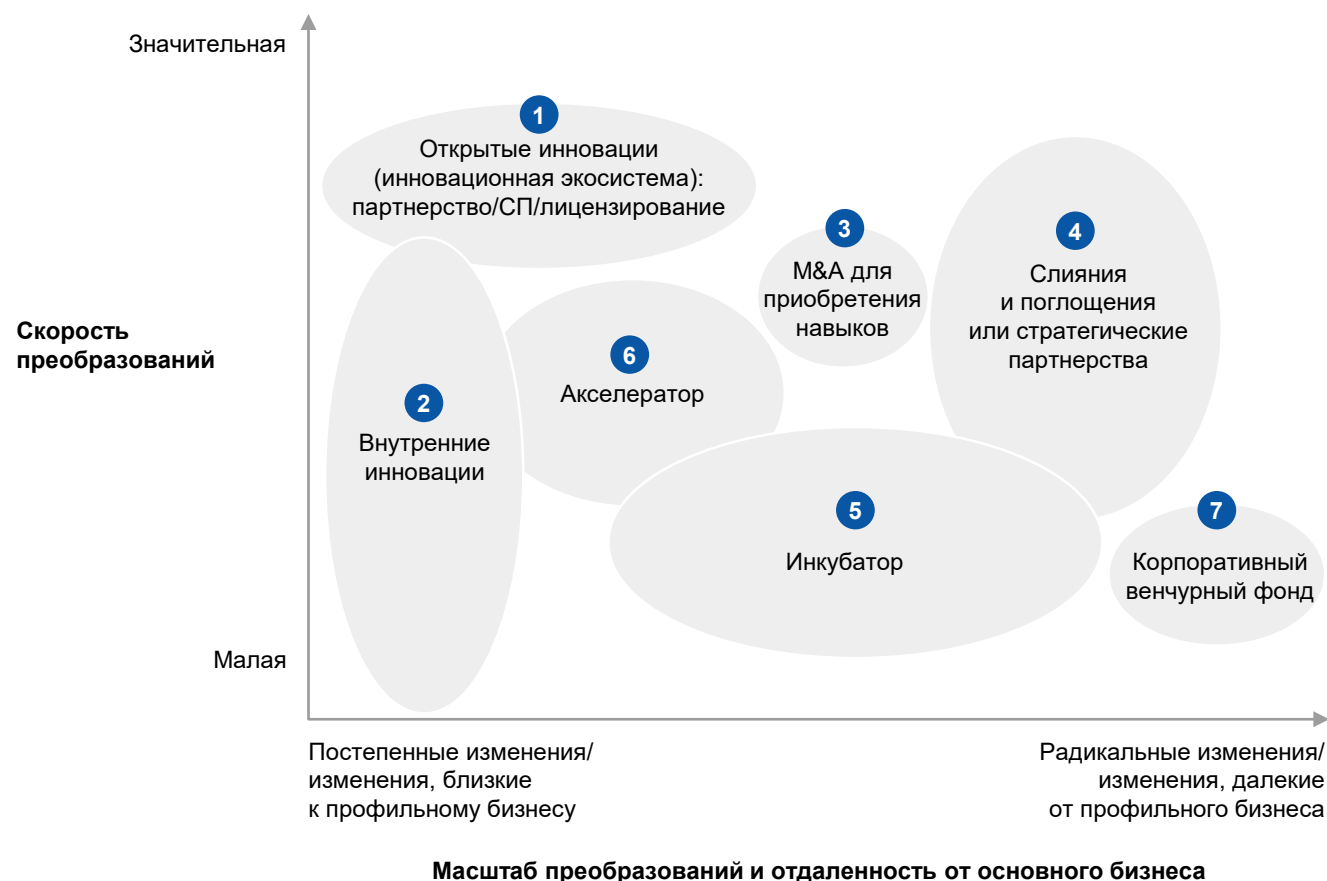 Значительная
1
Открытые инновации
(инновационная экосистема):
партнерство/СП/лицензирование
3
M&A для
приобретения
навыков
4
Слияния
и поглощения
или стратегические
партнерства
Скорость
преобразований
6
Акселератор
2
Внутренние
инновации
5
Инкубатор
7
Корпоративный
венчурный фонд
Малая
Постепенные изменения/
изменения, близкие
к профильному бизнесу
Радикальные изменения/
изменения, далекие
от профильного бизнеса
Масштаб преобразований и отдаленность от основного бизнеса